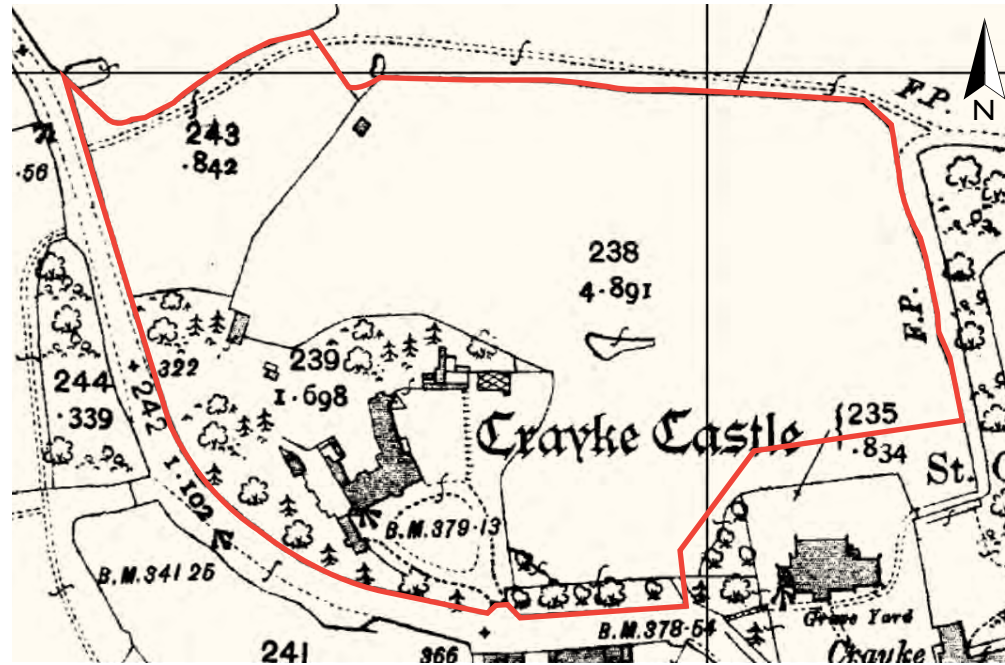 F.P.
N
243
.842
.56
238
4.891
F.P.
322
239
1.698
244
.339
242
1.102
Crayke Castle
235
.834
St.
B.M.379.13
B.M.341 25
Grave Yard
B.M.378.54
241
366
Crayke